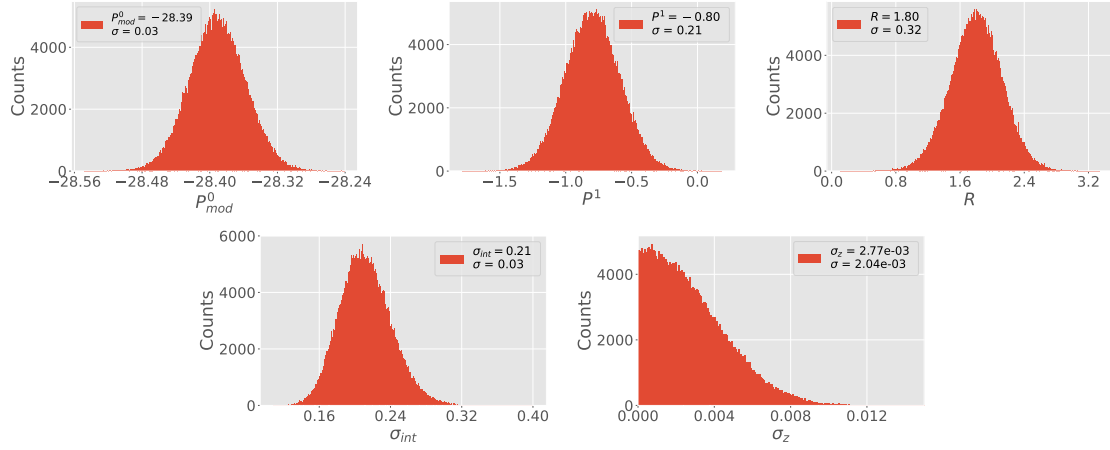 P^0_mod = −28.39
σ = 0.03
Counts
4000
2000
0
−28.56 −28.48 −28.40 −28.32 −28.24
P^0_mod
P^1 = −0.80
σ = 0.21
Counts
4000
2000
0
−1.5 −1.0 −0.5 0.0
P^1
R = 1.80
σ = 0.32
Counts
4000
2000
0
0.0 0.8 1.6 2.4 3.2
R
σ_int = 0.21
σ = 0.03
Counts
6000
4000
2000
0
0.16 0.24 0.32 0.40
σ_int
σ_z = 2.77e-03
σ = 2.04e-03
Counts
4000
2000
0
0.000 0.004 0.008 0.012
σ_z